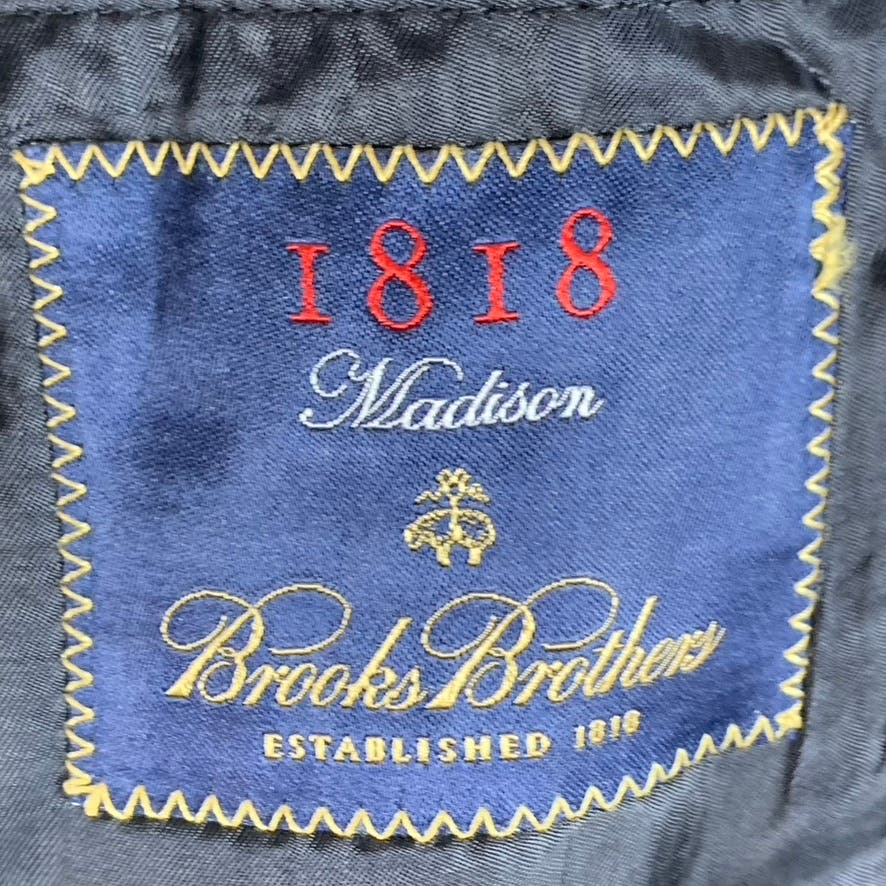 1818
Madison
Brooks Brothers
ESTABLISHED 1818